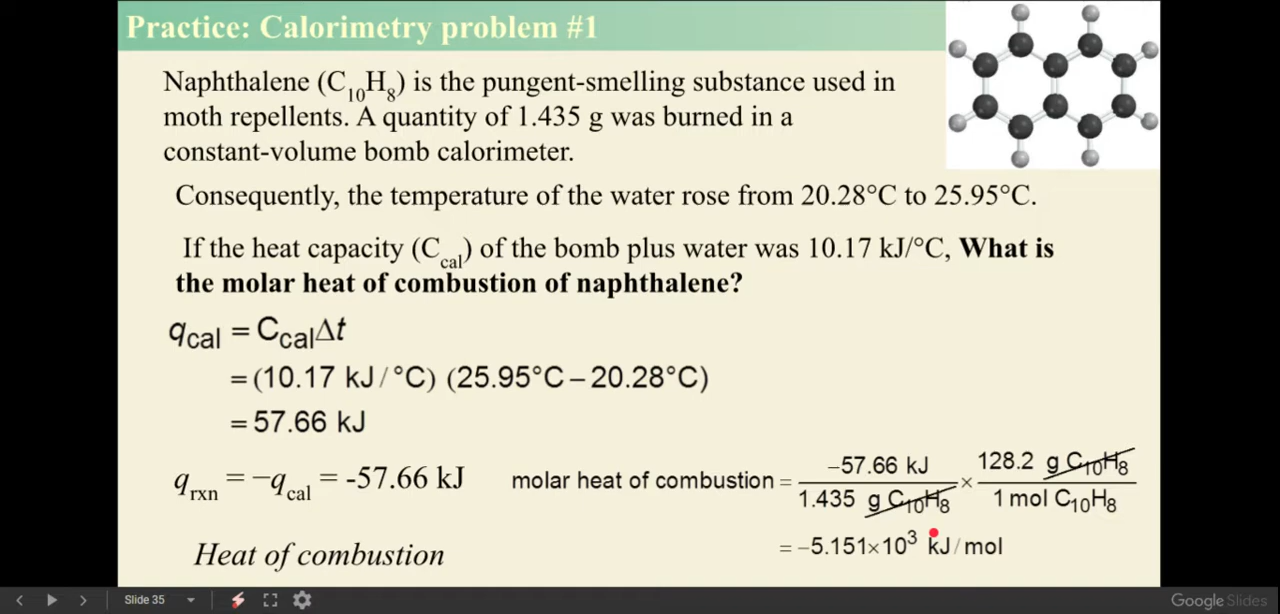 Practice: Calorimetry problem #1
Naphthalene (C10H8) is the pungent-smelling substance used in
moth repellents. A quantity of 1.435 g was burned in a
constant-volume bomb calorimeter.
Consequently, the temperature of the water rose from 20.28°C to 25.95°C.
If the heat capacity (Ccal) of the bomb plus water was 10.17 kJ/°C, What is
the molar heat of combustion of naphthalene?
qcal = CcalΔt
= (10.17 kJ/°C) (25.95°C – 20.28°C)
= 57.66 kJ
qrxn = –qcal = -57.66 kJ
molar heat of combustion = –57.66 kJ / 1.435 g C10H8 × 128.2 g C10H8 / 1 mol C10H8
= –5.151×10³ kJ/mol
Heat of combustion
Slide 35
Google Slides